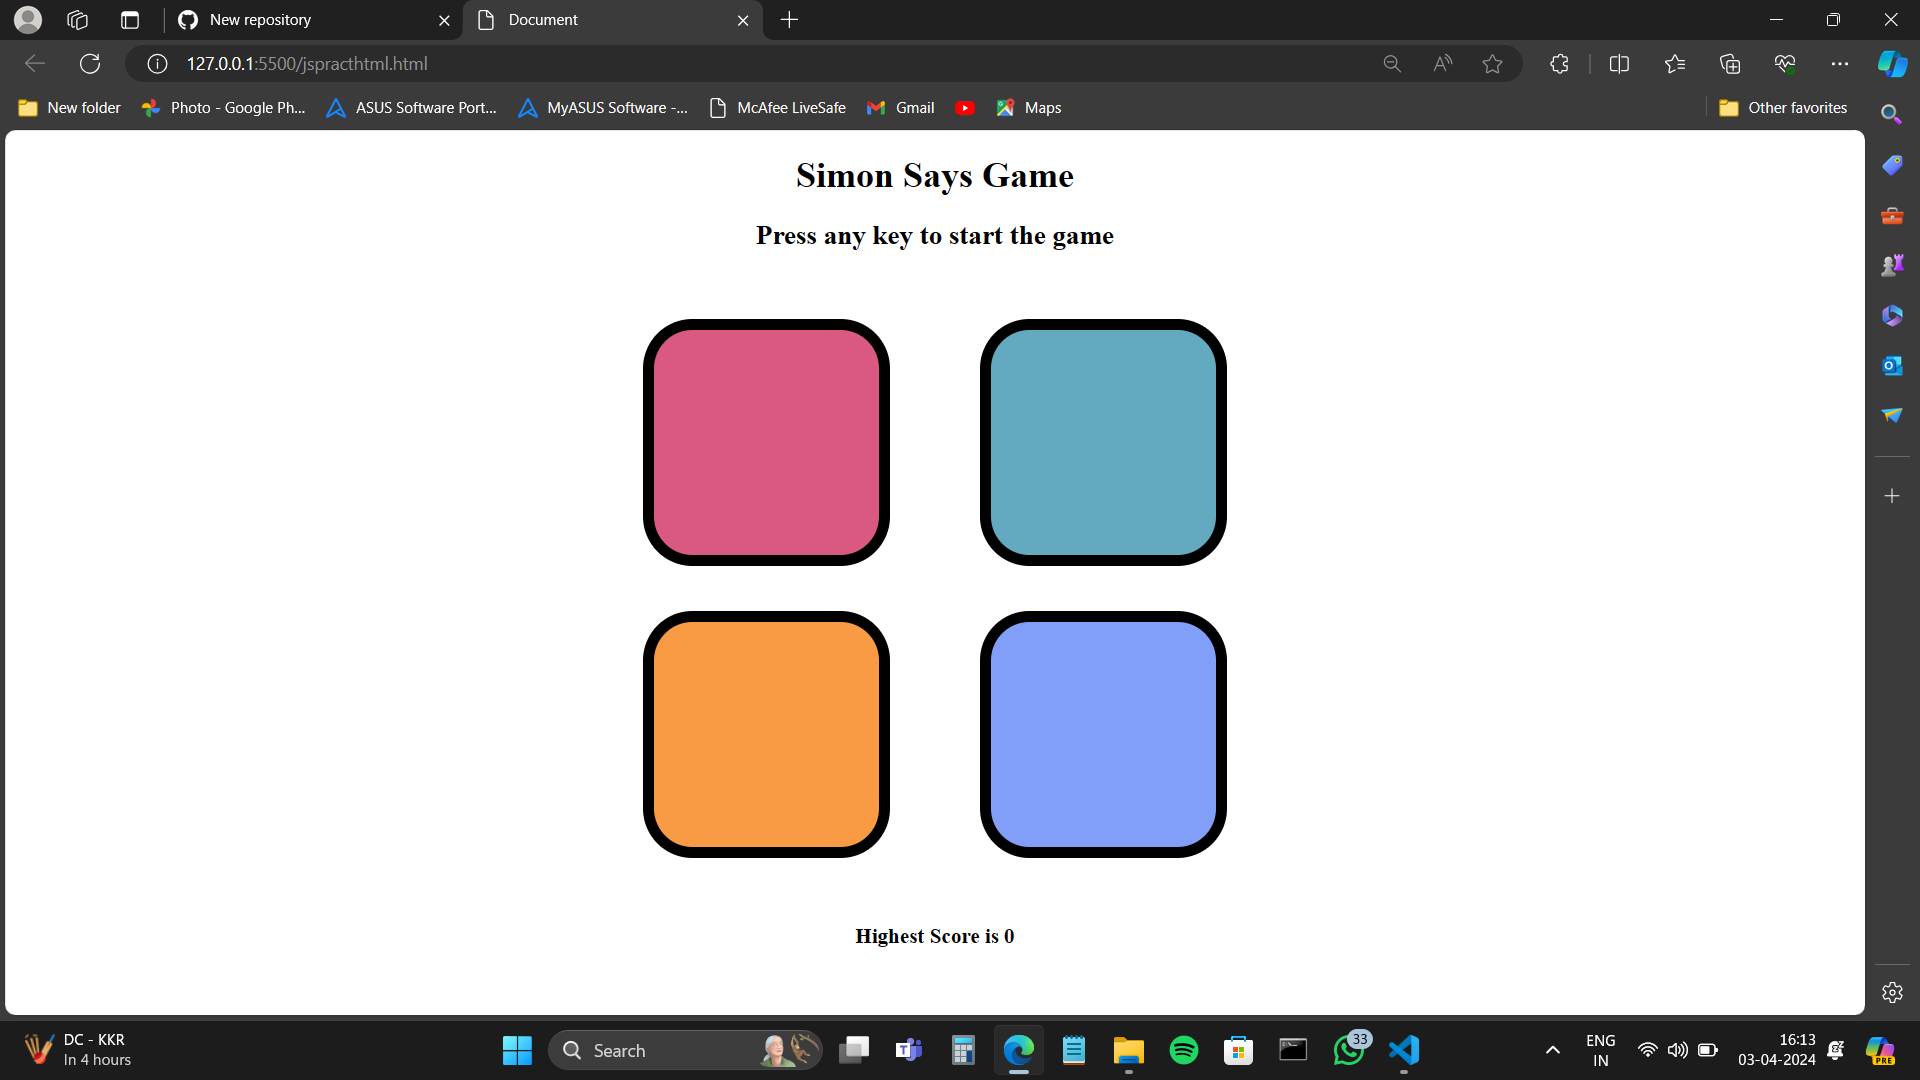 New repository
Document
127.0.0.1:5500/jspracthtml.html
New folder
Photo - Google Ph...
ASUS Software Port...
MyASUS Software -...
McAfee LiveSafe
Gmail
Maps
Other favorites
Simon Says Game
Press any key to start the game
Highest Score is 0
DC - KKR
In 4 hours
Search
33
ENG
IN
16:13
03-04-2024
PRE